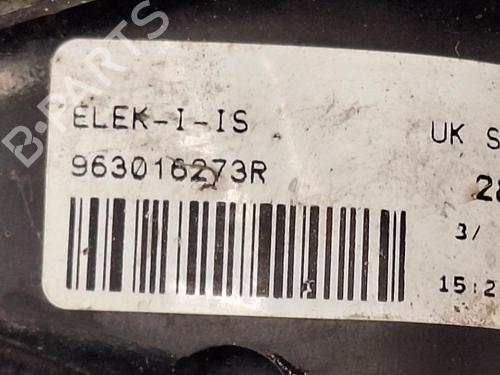 ELEK-I-IS
963016273R
UK S
28
3/
15:2
B-PARTS